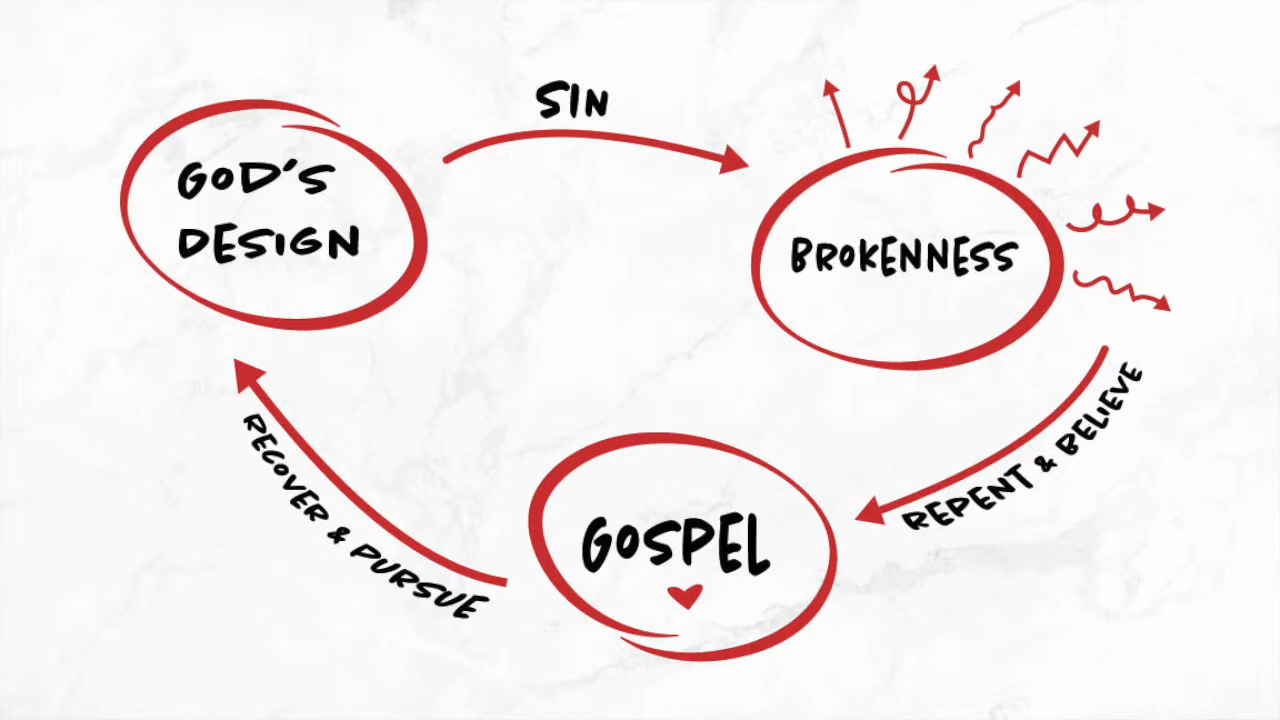 SIN
GOD'S
DESIGN
BROKENNESS
REPENT & BELIEVE
GOSPEL
RECOVER & PURSUE